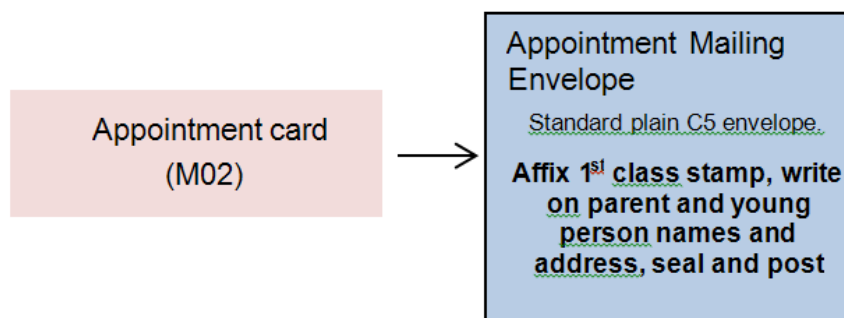 Appointment card
(M02)
Appointment Mailing
Envelope
Standard plain C5 envelope.
Affix 1st class stamp, write
on parent and young
person names and
address, seal and post